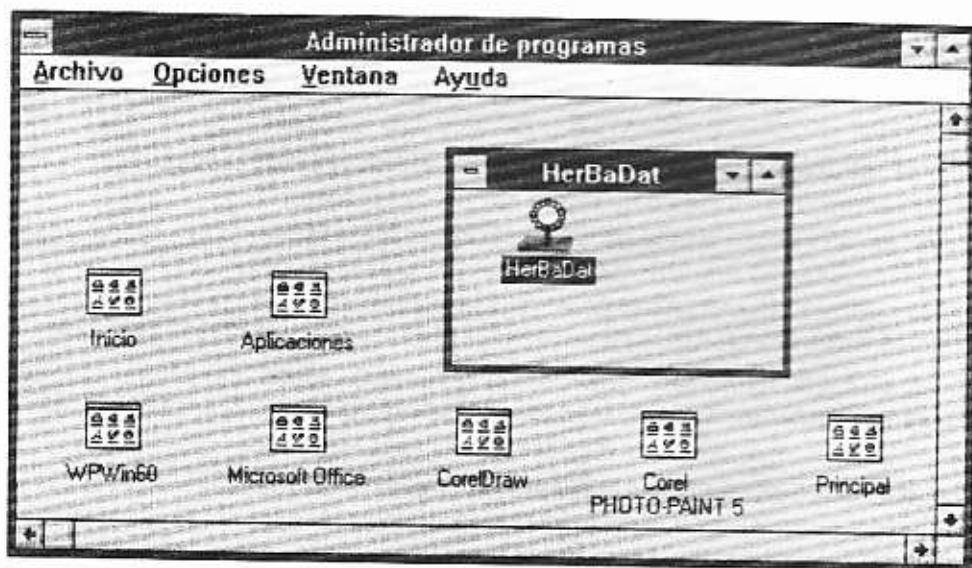 Administrador de programas
Archivo Opciones Ventana Ayuda
HerBaDat
HerBaDat
Inicio Aplicaciones
WPWin60 Microsoft Office CorelDraw Corel PHOTO-PAINT 5 Principal